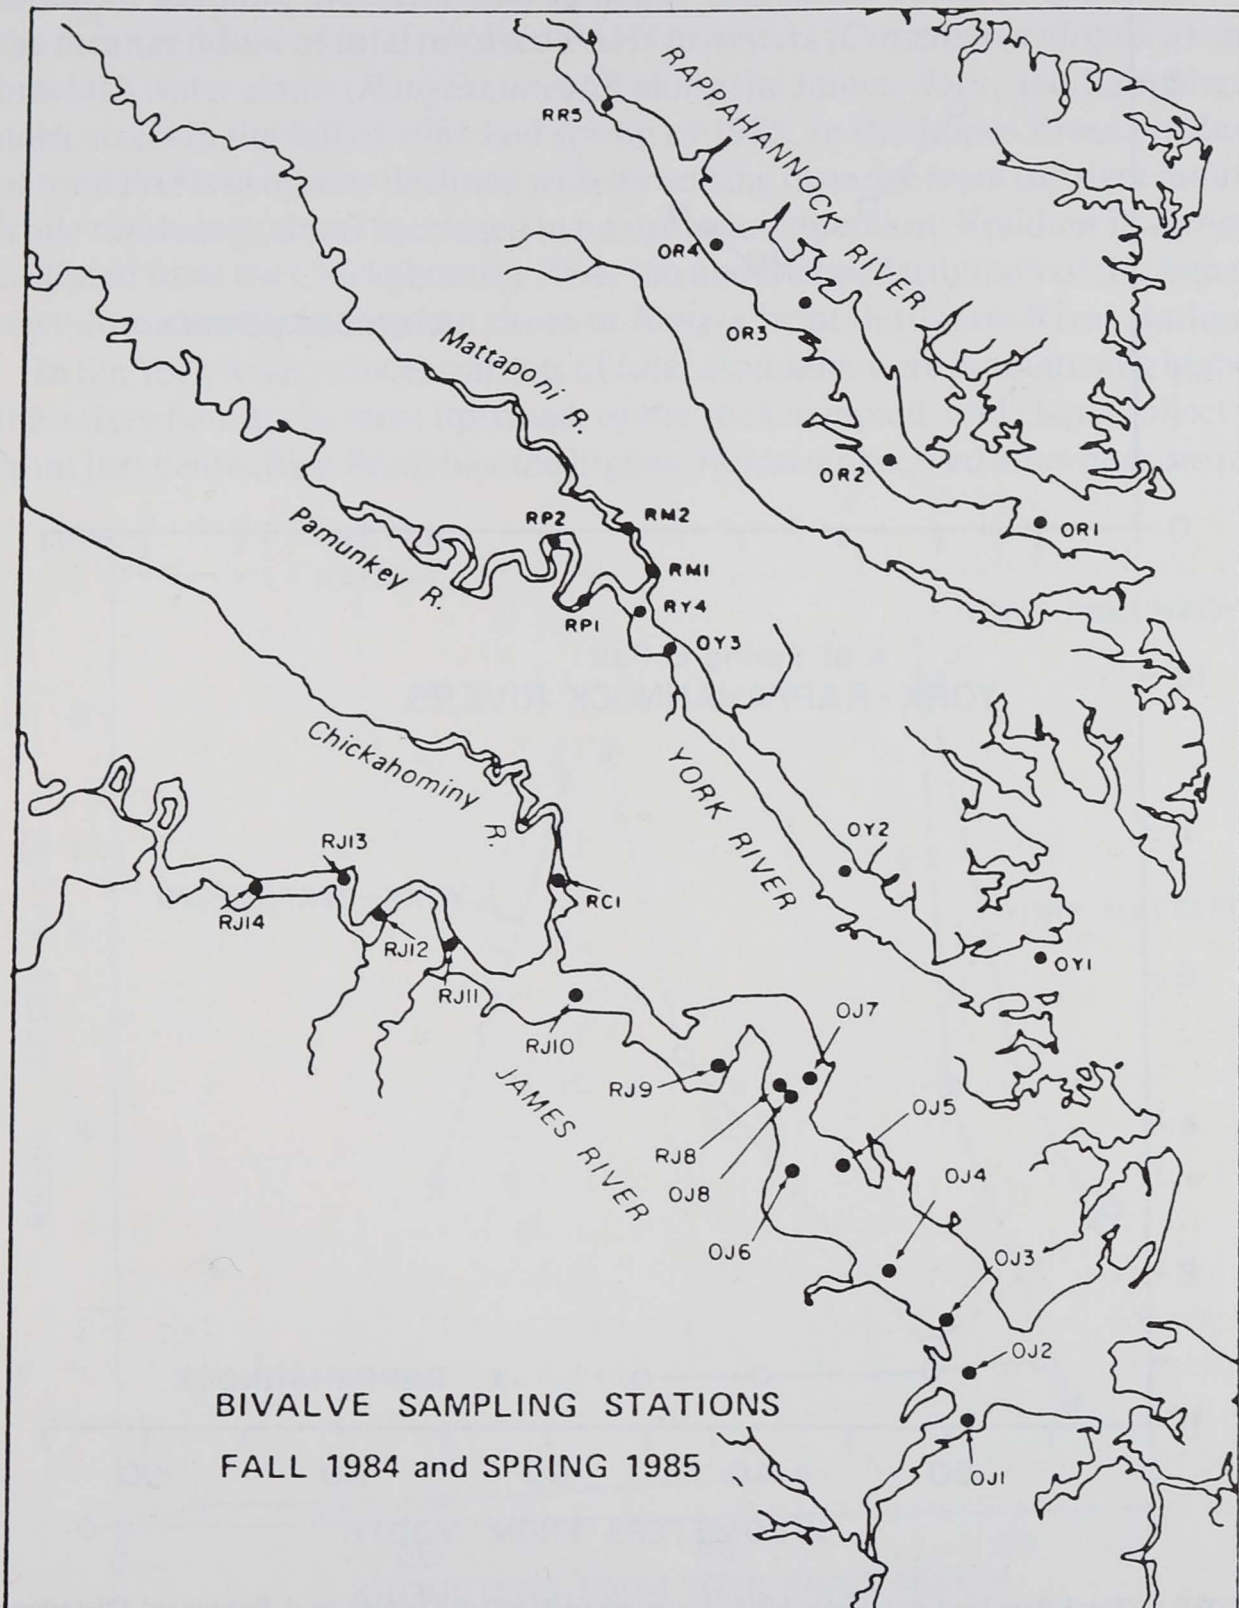 RAPPAHANNOCK RIVER
RR5
OR4
OR3
OR2
OR1
Mattaponi R.
Pamunkey R.
RP2
RM2
RM1
RP1
RY4
OY3
YORK RIVER
OY2
OY1
Chickahominy R.
RJ13
RJ14
RJ12
RJ11
RC1
RJ10
JAMES RIVER
RJ9
OJ7
RJ8
OJ8
OJ5
OJ4
OJ6
OJ3
OJ2
OJ1
BIVALVE SAMPLING STATIONS
FALL 1984 and SPRING 1985